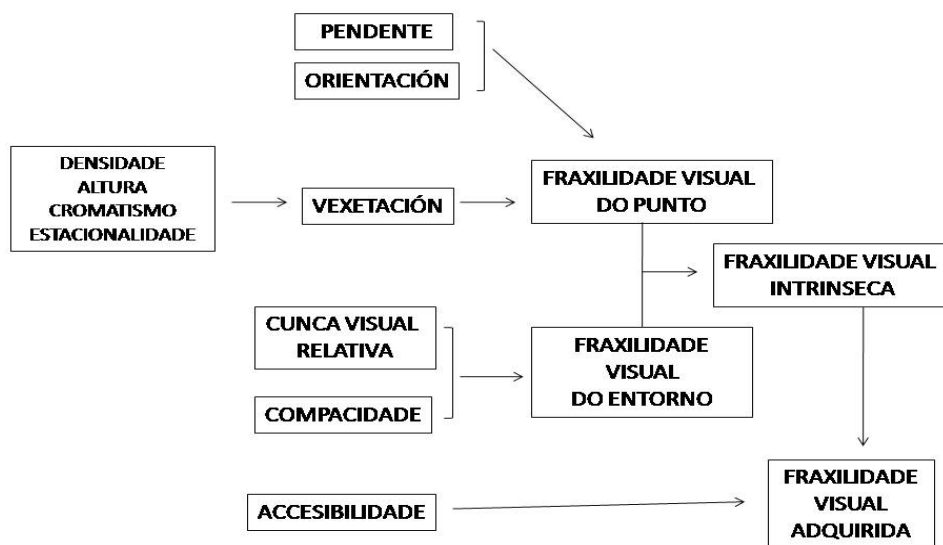 PENDENTE
ORIENTACIÓN
DENSIDADE
ALTURA
CROMATISMO
ESTACIONALIDADE
VEXETACIÓN
FRAXILIDADE VISUAL
DO PUNTO
FRAXILIDADE VISUAL
INTRINSECA
CUNCA VISUAL
RELATIVA
COMPACIDADE
FRAXILIDADE
VISUAL
DO ENTORNO
ACCESIBILIDADE
FRAXILIDADE
VISUAL
ADQUIRIDA